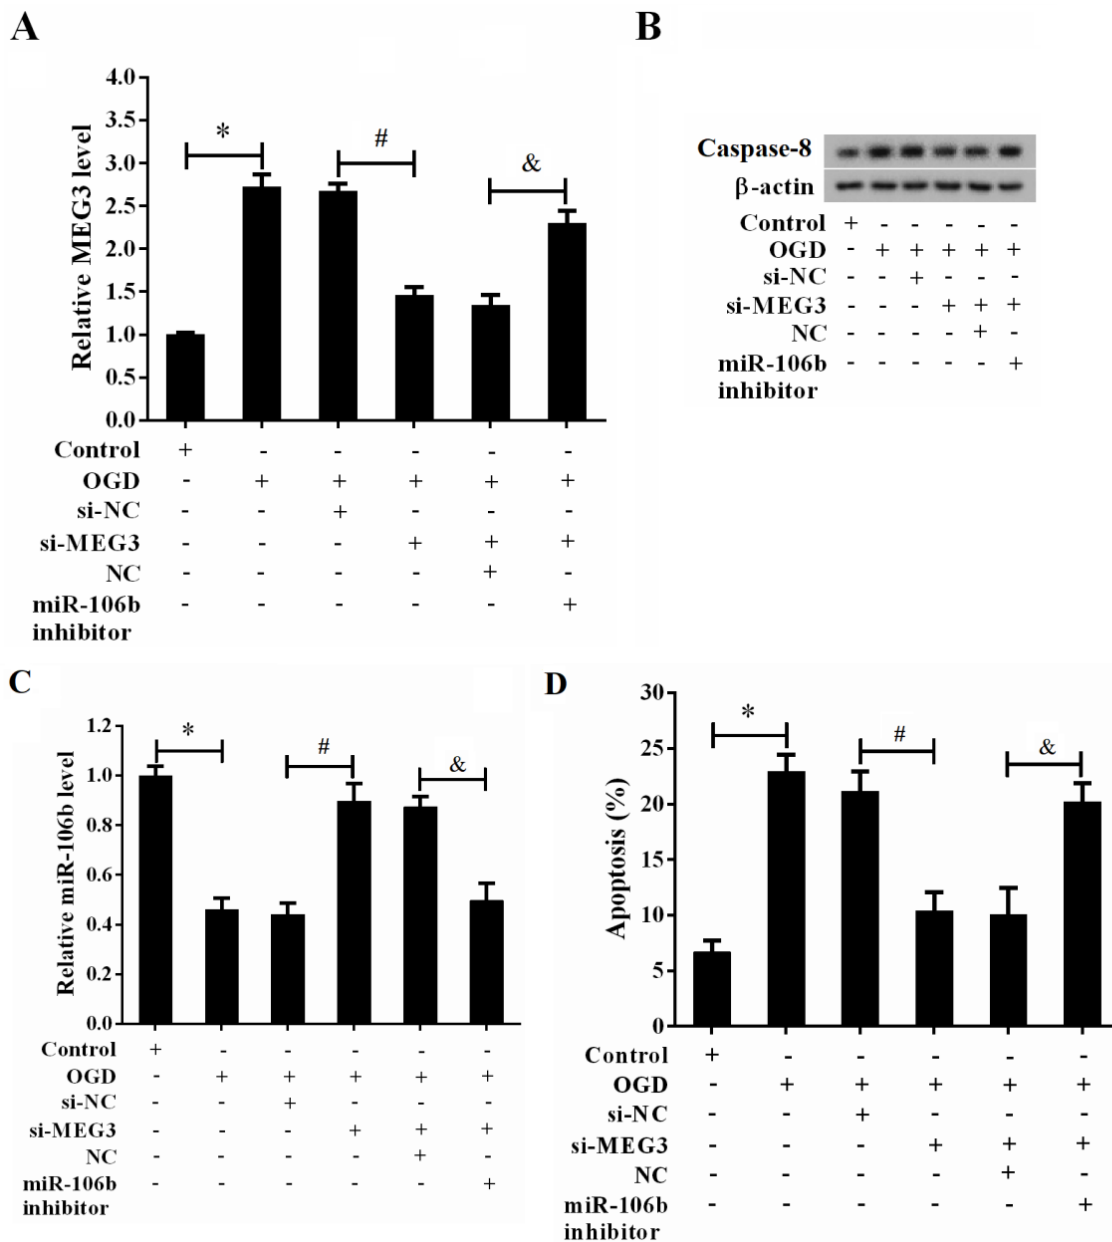 A
4.0
3.5
3.0
2.5
2.0
1.5
1.0
0.5
0.0
Relative MEG3 level
* # &
Control + - - - - -
OGD - + + + + +
si-NC - - + - - -
si-MEG3 - - - + + +
NC - - - - + -
miR-106b - - - - - +
inhibitor
B
Caspase-8
β-actin
Control + - - - - -
OGD - + + + + +
si-NC - - + - - -
si-MEG3 - - - + + +
NC - - - - + -
miR-106b - - - - - +
inhibitor
C
1.2
1.0
0.8
0.6
0.4
0.2
0.0
Relative miR-106b level
* # &
Control + - - - - -
OGD - + + + + +
si-NC - - + - - -
si-MEG3 - - - + + +
NC - - - - + -
miR-106b - - - - - +
inhibitor
D
30
25
20
15
10
5
0
Apoptosis (%)
* # &
Control + - - - - -
OGD - + + + + +
si-NC - - + - - -
si-MEG3 - - - + + +
NC - - - - + -
miR-106b - - - - - +
inhibitor